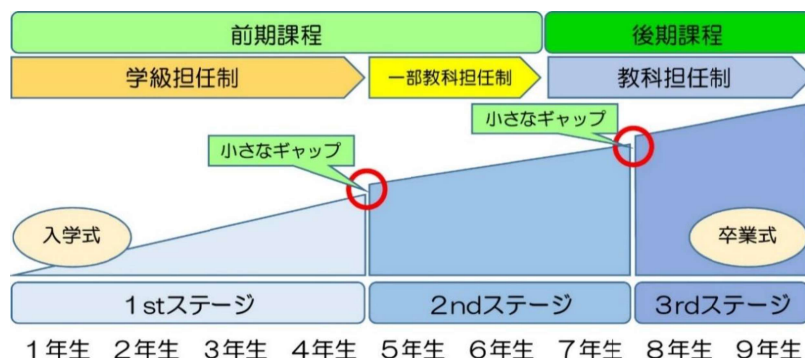 前期課程
後期課程
学級担任制
一部教科担任制
教科担任制
小さなギャップ
小さなギャップ
入学式
卒業式
1stステージ
2ndステージ
3rdステージ
1年生 2年生 3年生 4年生 5年生 6年生 7年生 8年生 9年生